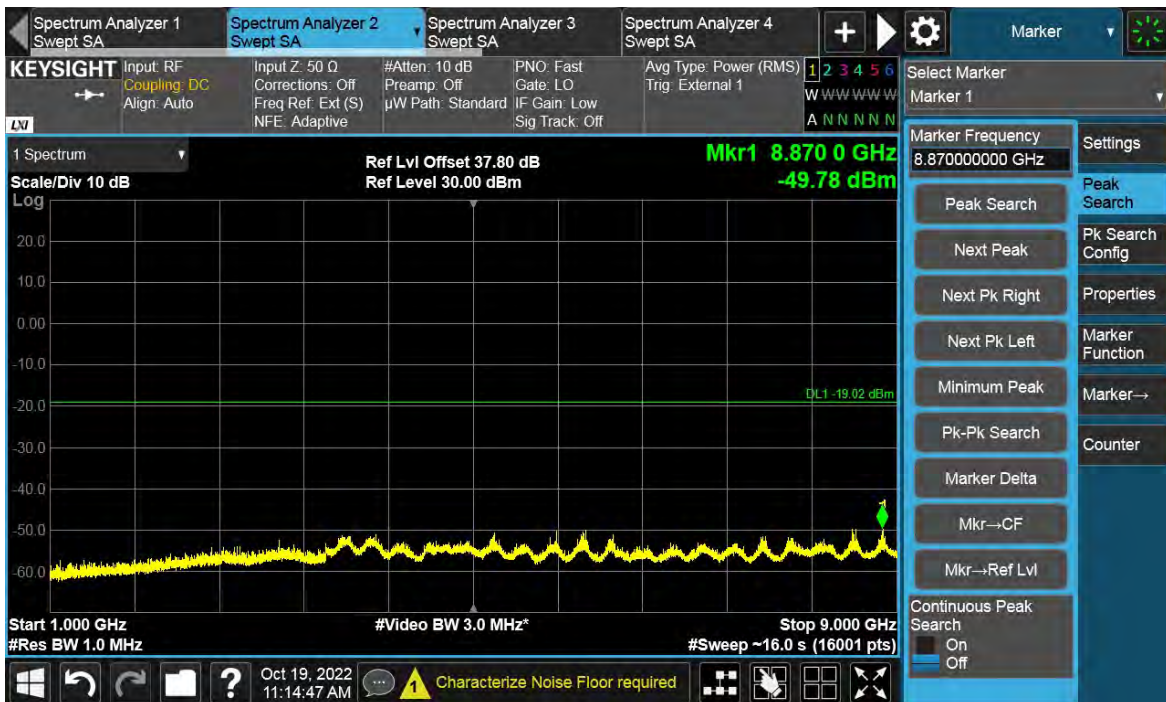 Spectrum Analyzer 1
Swept SA
Spectrum Analyzer 2
Swept SA
Spectrum Analyzer 3
Swept SA
Spectrum Analyzer 4
Swept SA
Marker
KEYSIGHT
LXI
Input: RF
Coupling: DC
Align: Auto
Input Z: 50 Ω
Corrections: Off
Freq Ref: Ext (S)
NFE: Adaptive
#Atten: 10 dB
Preamp: Off
µW Path: Standard
PNO: Fast
Gate: LO
IF Gain: Low
Sig Track: Off
Avg Type: Power (RMS)
Trig: External 1
1 2 3 4 5 6
W W W W W W
A N N N N N
1 Spectrum
Scale/Div 10 dB
Log
Ref Lvl Offset 37.80 dB
Ref Level 30.00 dBm
Mkr1 8.870 0 GHz
-49.78 dBm
20.0
10.0
0.00
-10.0
DL1 -19.02 dBm
-20.0
-30.0
-40.0
1
-50.0
-60.0
Start 1.000 GHz
#Res BW 1.0 MHz
#Video BW 3.0 MHz*
Stop 9.000 GHz
#Sweep ~16.0 s (16001 pts)
?
Oct 19, 2022
11:14:47 AM
1
Characterize Noise Floor required
Select Marker
Marker 1
Marker Frequency
8.870000000 GHz
Peak Search
Next Peak
Next Pk Right
Next Pk Left
Minimum Peak
Pk-Pk Search
Marker Delta
Mkr→CF
Mkr→Ref Lvl
Continuous Peak
Search
On
Off
Settings
Peak
Search
Pk Search
Config
Properties
Marker
Function
Marker→
Counter